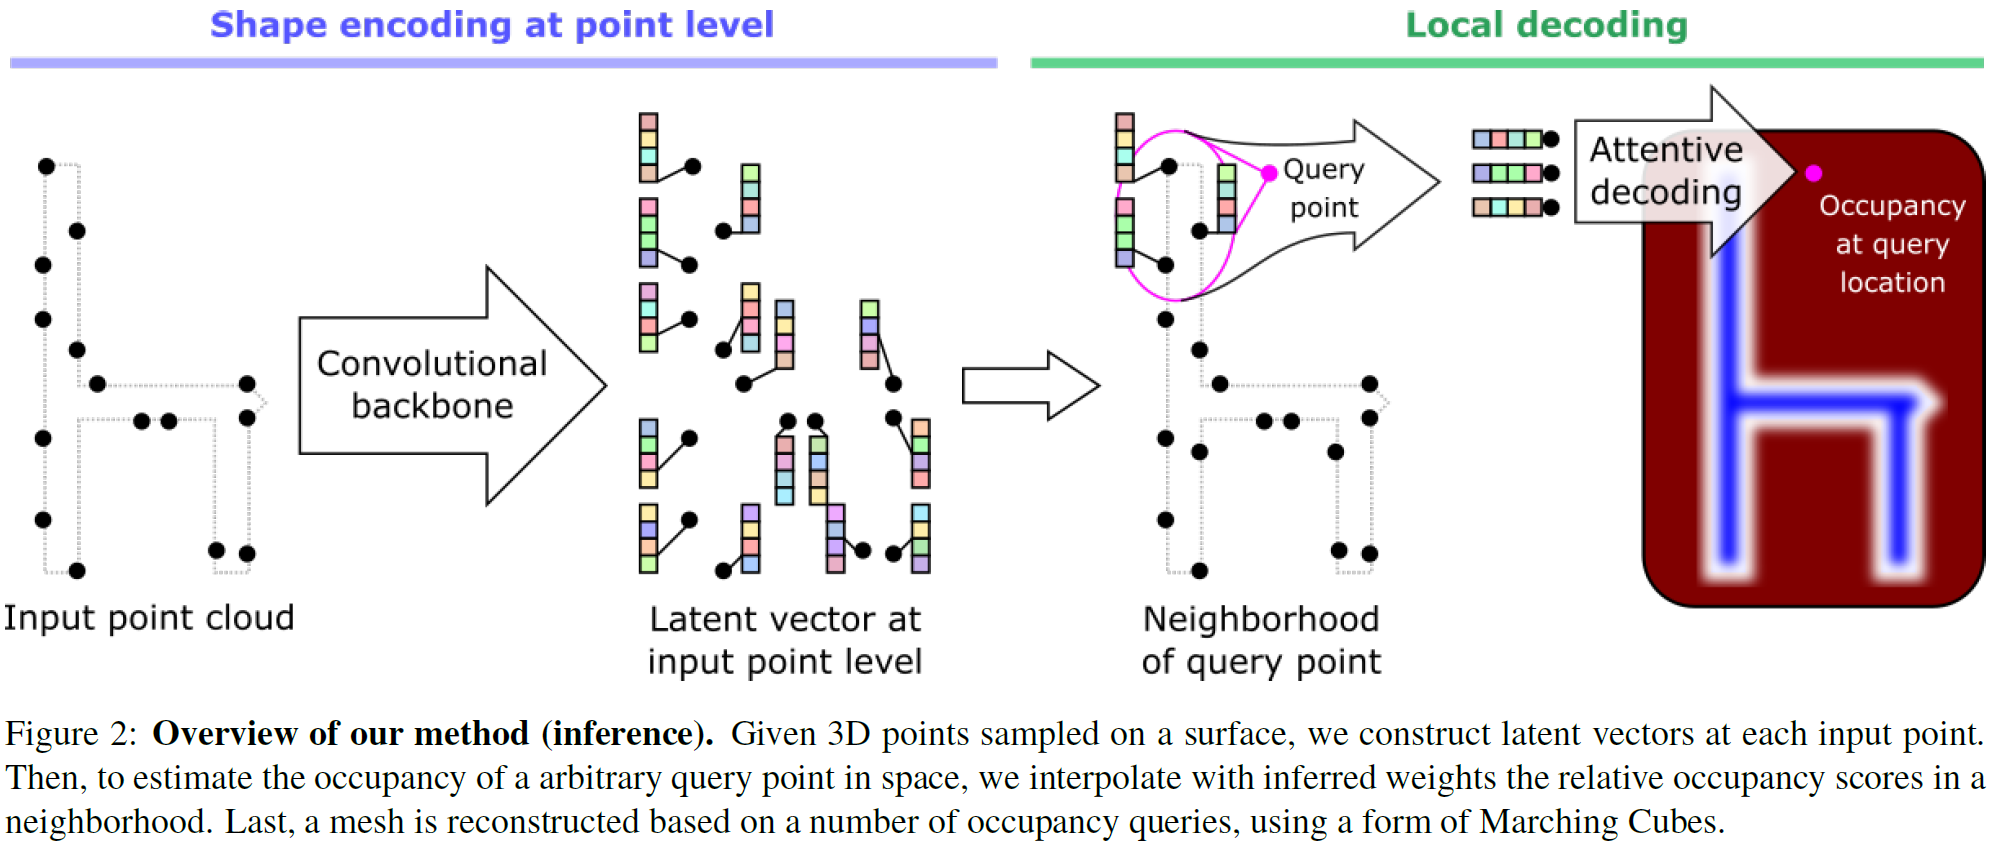 Shape encoding at point level
Local decoding
Convolutional
backbone
Query
point
Attentive
decoding
Occupancy
at query
location
Input point cloud
Latent vector at
input point level
Neighborhood
of query point
Figure 2: Overview of our method (inference). Given 3D points sampled on a surface, we construct latent vectors at each input point.
Then, to estimate the occupancy of a arbitrary query point in space, we interpolate with inferred weights the relative occupancy scores in a
neighborhood. Last, a mesh is reconstructed based on a number of occupancy queries, using a form of Marching Cubes.